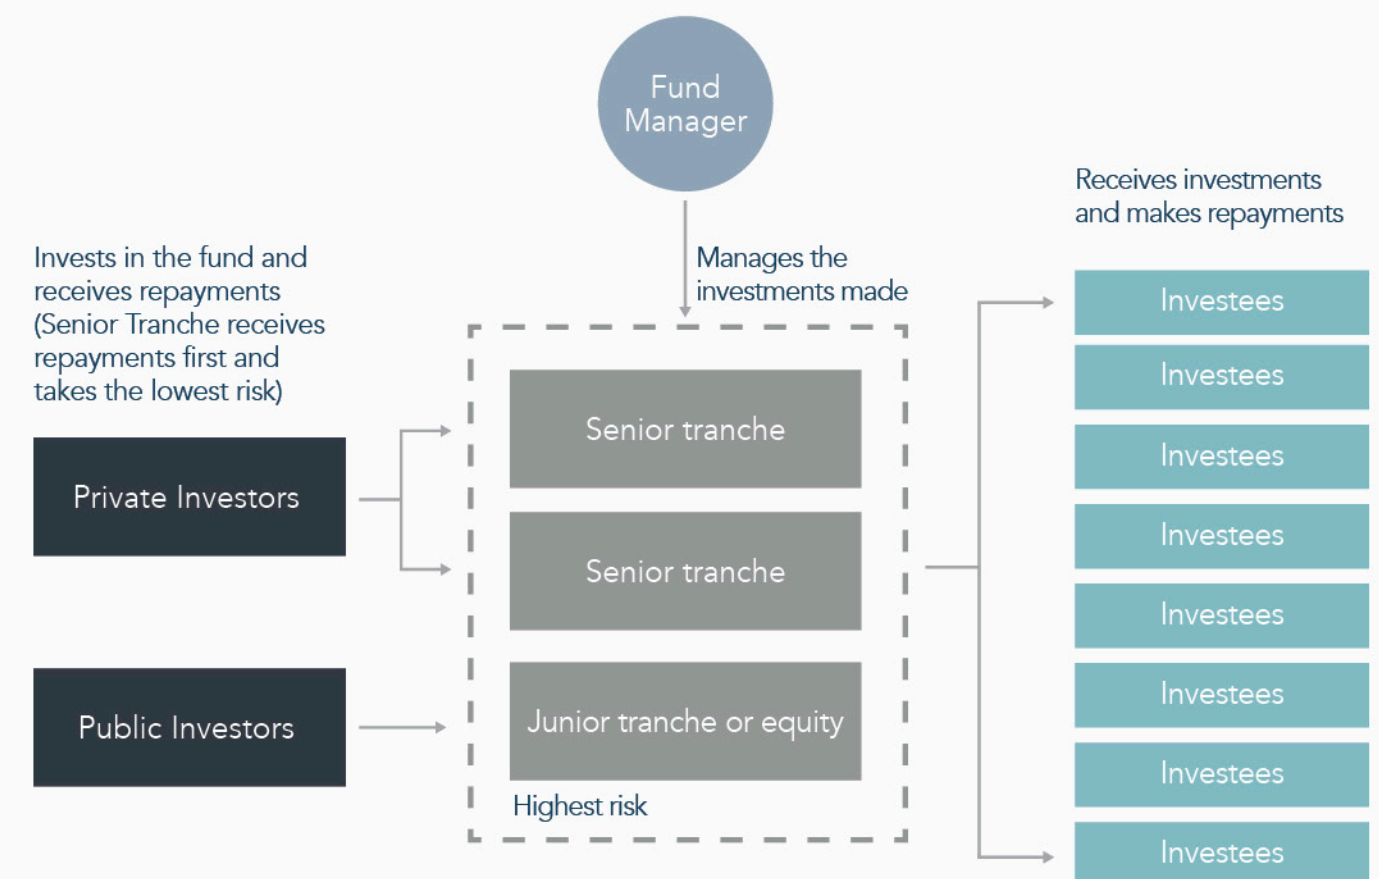 Fund
Manager
Receives investments
and makes repayments
Invests in the fund and
receives repayments
(Senior Tranche receives
repayments first and
takes the lowest risk)
Manages the
investments made
Private Investors
Public Investors
Senior tranche
Senior tranche
Junior tranche or equity
Highest risk
Investees
Investees
Investees
Investees
Investees
Investees
Investees
Investees